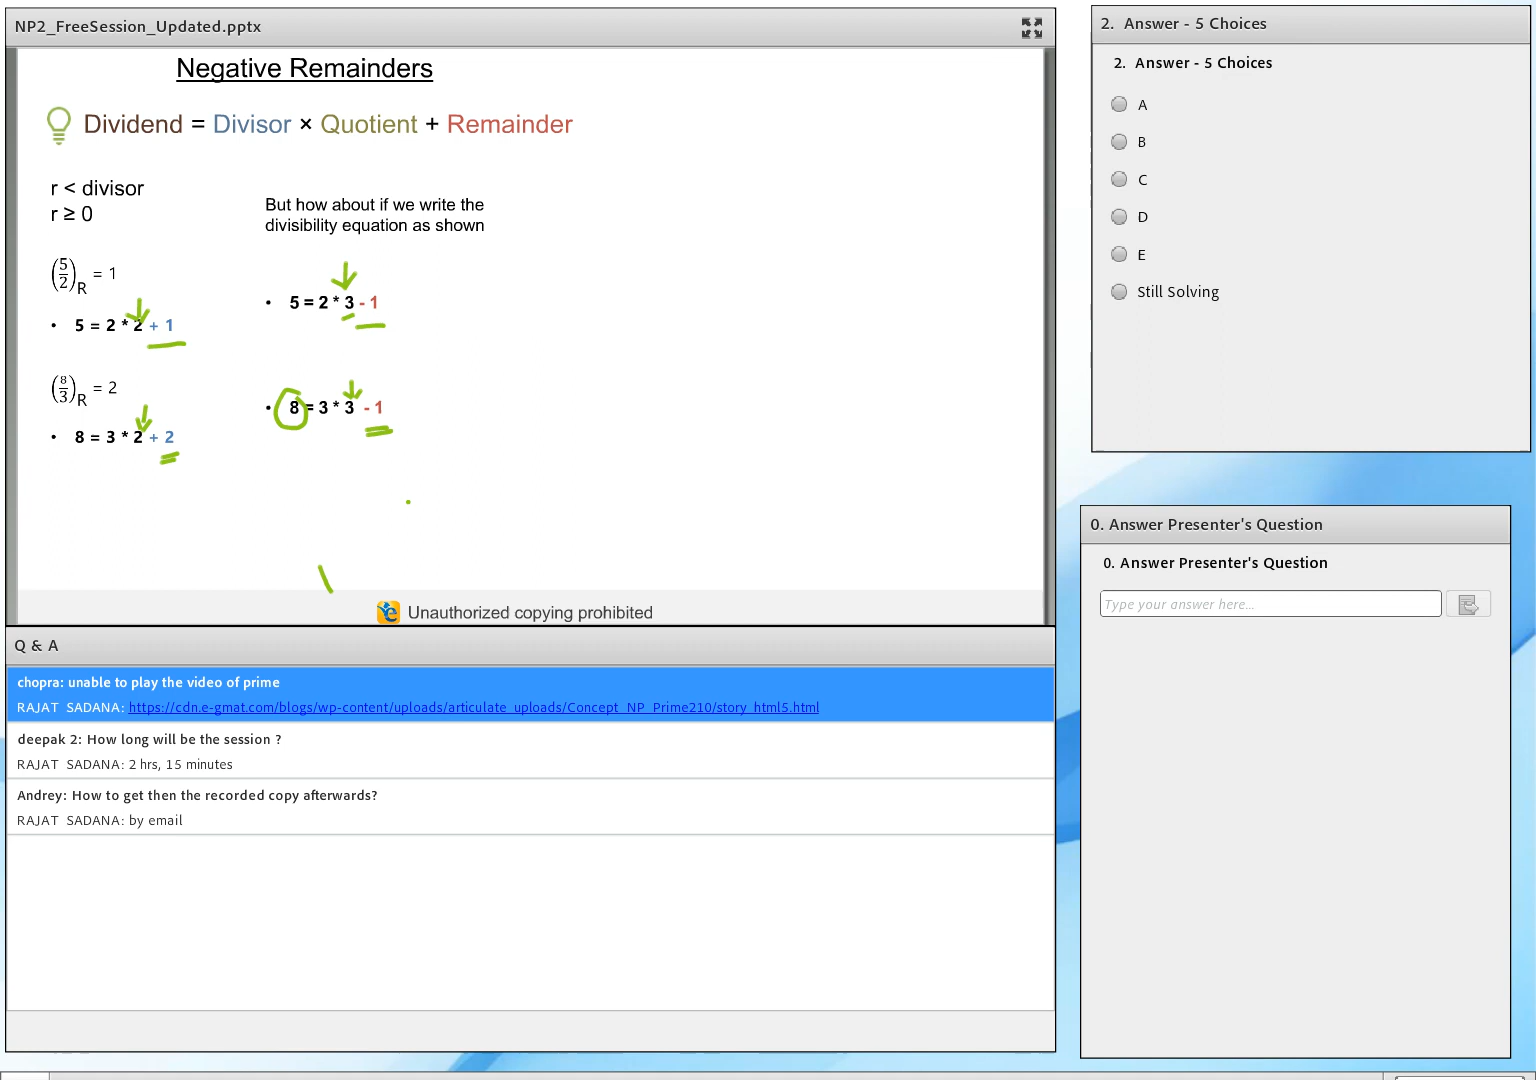 NP2_FreeSession_Updated.pptx
Negative Remainders
Dividend = Divisor × Quotient + Remainder
r < divisor
r ≥ 0
(5/2)R = 1
• 5 = 2 * 2 + 1
(8/3)R = 2
• 8 = 3 * 2 + 2
But how about if we write the
divisibility equation as shown
• 5 = 2 * 3 - 1
• 8 = 3 * 3 - 1
Unauthorized copying prohibited
Q & A
chopra: unable to play the video of prime
RAJAT SADANA: https://cdn.e-gmat.com/blogs/wp-content/uploads/articulate_uploads/Concept_NP_Prime210/story_html5.html
deepak 2: How long will be the session ?
RAJAT SADANA: 2 hrs, 15 minutes
Andrey: How to get then the recorded copy afterwards?
RAJAT SADANA: by email
2. Answer - 5 Choices
2. Answer - 5 Choices
A
B
C
D
E
Still Solving
0. Answer Presenter's Question
0. Answer Presenter's Question
Type your answer here...